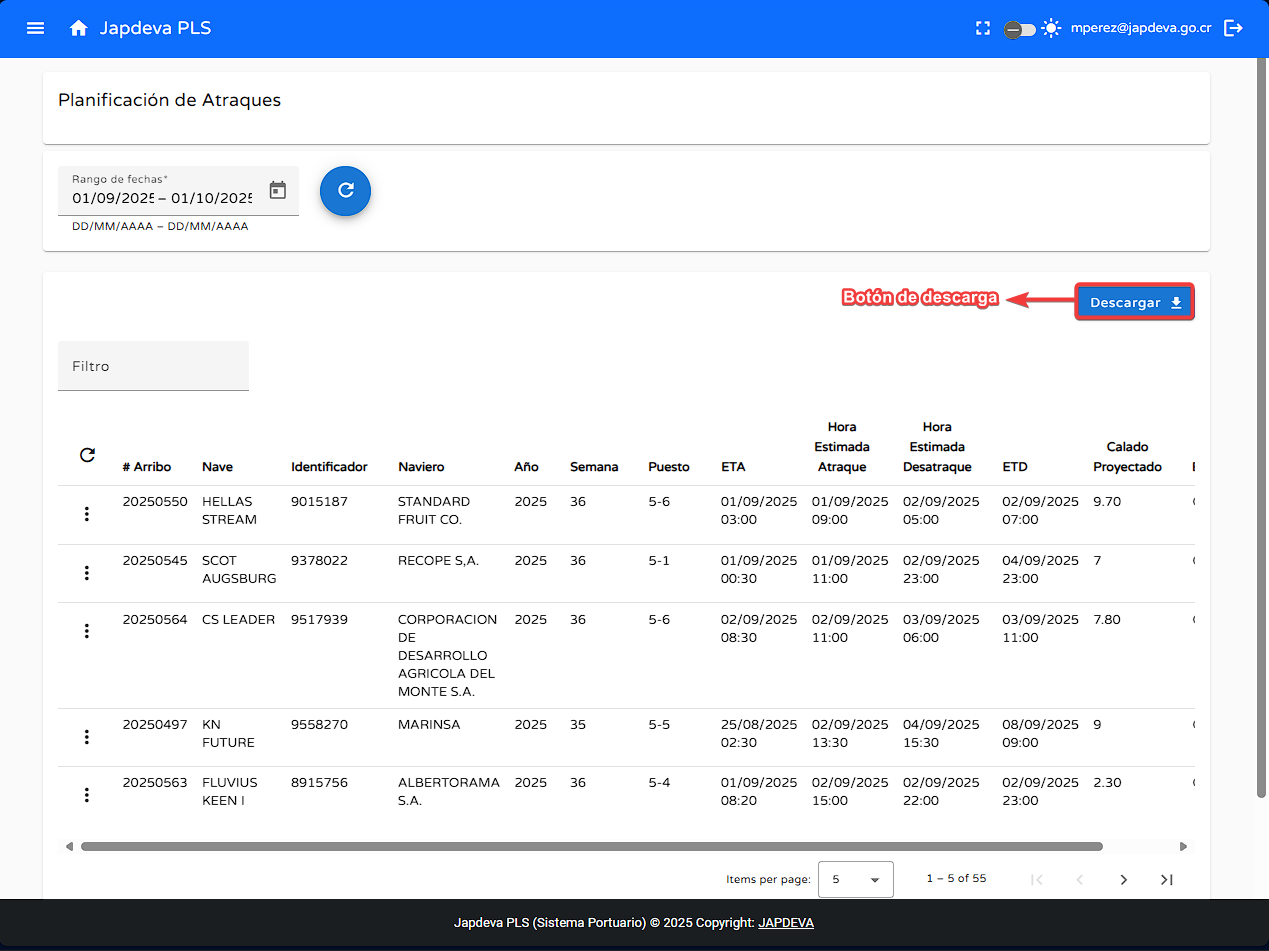 Japdeva PLS
mperez@japdeva.go.cr
Planificación de Atraques
Rango de fechas*
01/09/2025 – 01/10/2025
DD/MM/AAAA – DD/MM/AAAA
Botón de descarga
Descargar
Filtro
# Arribo Nave Identificador Naviero Año Semana Puesto ETA Hora Estimada Atraque Hora Estimada Desatraque ETD Calado Proyectado
20250550 HELLAS STREAM 9015187 STANDARD FRUIT CO. 2025 36 5-6 01/09/2025 03:00 01/09/2025 09:00 02/09/2025 05:00 02/09/2025 07:00 9.70
20250545 SCOT AUGSBURG 9378022 RECOPE S,A. 2025 36 5-1 01/09/2025 00:30 01/09/2025 11:00 02/09/2025 23:00 04/09/2025 23:00 7
20250564 CS LEADER 9517939 CORPORACION DE DESARROLLO AGRICOLA DEL MONTE S.A. 2025 36 5-6 02/09/2025 08:30 02/09/2025 11:00 03/09/2025 06:00 03/09/2025 11:00 7.80
20250497 KN FUTURE 9558270 MARINSA 2025 35 5-5 25/08/2025 02:30 02/09/2025 13:30 04/09/2025 15:30 08/09/2025 09:00 9
20250563 FLUVIUS KEEN I 8915756 ALBERTORAMA S.A. 2025 36 5-4 01/09/2025 08:20 02/09/2025 15:00 02/09/2025 22:00 02/09/2025 23:00 2.30
Items per page: 5 1 – 5 of 55
Japdeva PLS (Sistema Portuario) © 2025 Copyright: JAPDEVA